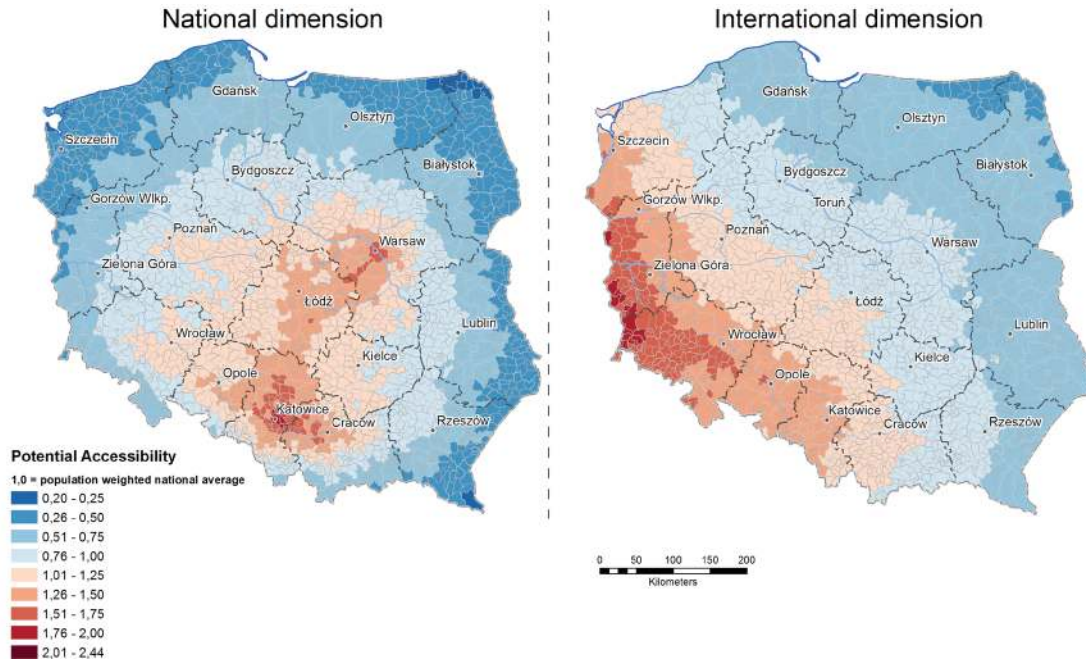 National dimension
International dimension
Gdańsk
Olsztyn
Szczecin
Białystok
Bydgoszcz
Gorzów Wlkp.
Poznań
Warsaw
Zielona Góra
Łódź
Wrocław
Lublin
Kielce
Opole
Katowice
Craców
Rzeszów
Gdańsk
Olsztyn
Szczecin
Białystok
Bydgoszcz
Gorzów Wlkp.
Toruń
Poznań
Warsaw
Zielona Góra
Łódź
Lublin
Wrocław
Kielce
Opole
Katowice
Craców
Rzeszów
Potential Accessibility
1,0 = population weighted national average
0,20 - 0,25
0,26 - 0,50
0,51 - 0,75
0,76 - 1,00
1,01 - 1,25
1,26 - 1,50
1,51 - 1,75
1,76 - 2,00
2,01 - 2,44
0 50 100 150 200
Kilometers